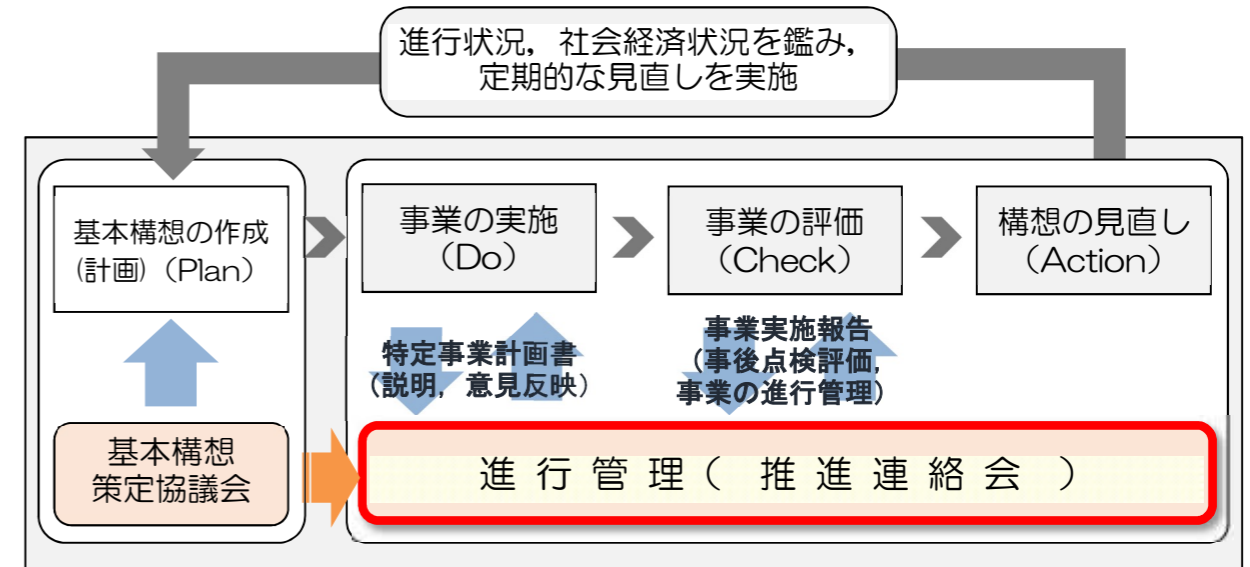 進行状況，社会経済状況を鑑み，
定期的な見直しを実施
基本構想の作成
(計画)（Plan）
事業の実施
（Do）
事業の評価
（Check）
構想の見直し
（Action）
特定事業計画書
（説明，意見反映）
事業実施報告
（事後点検評価，
事業の進行管理）
基本構想
策定協議会
進行管理（推進連絡会）